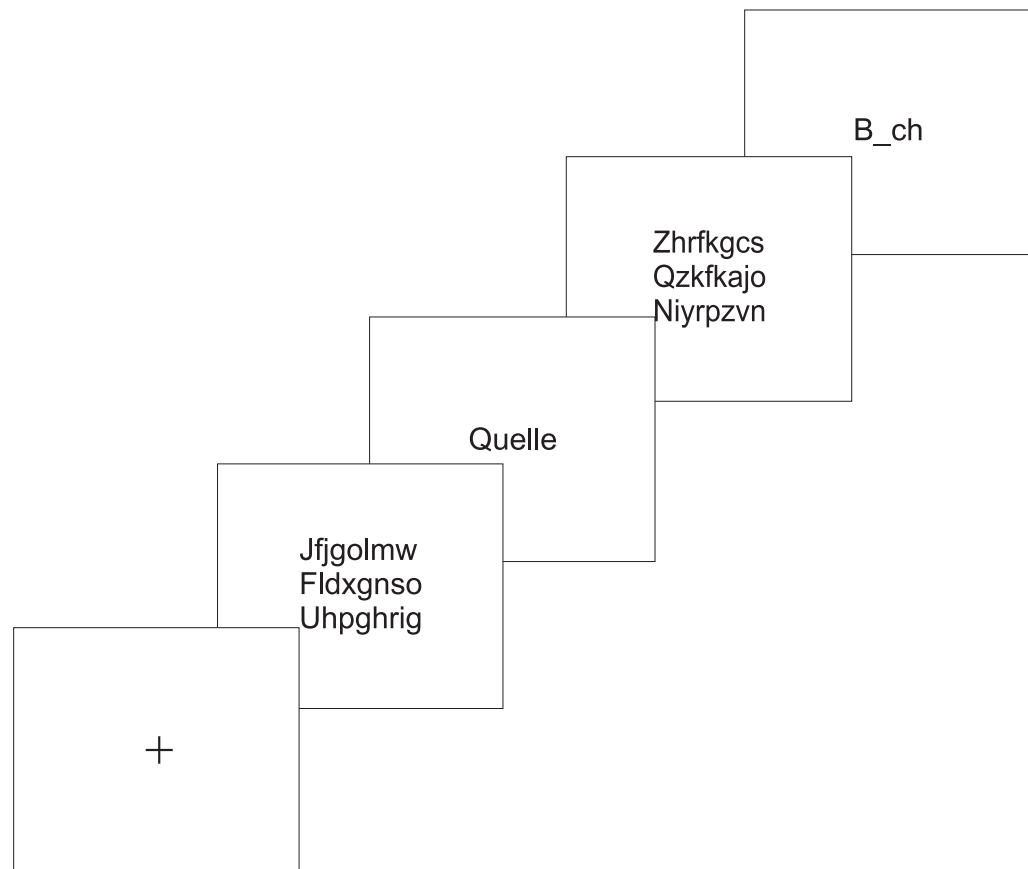 B_ch
Zhrfkgcs
Qzkfkajo
Niyrpzvn
Quelle
Jfjgolmw
Fldxgnso
Uhpghrig
+